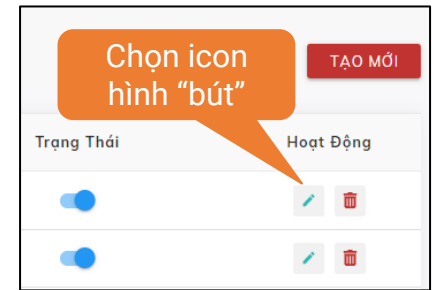 Chọn icon
hình “bút”
TẠO MỚI
Trạng Thái
Hoạt Động